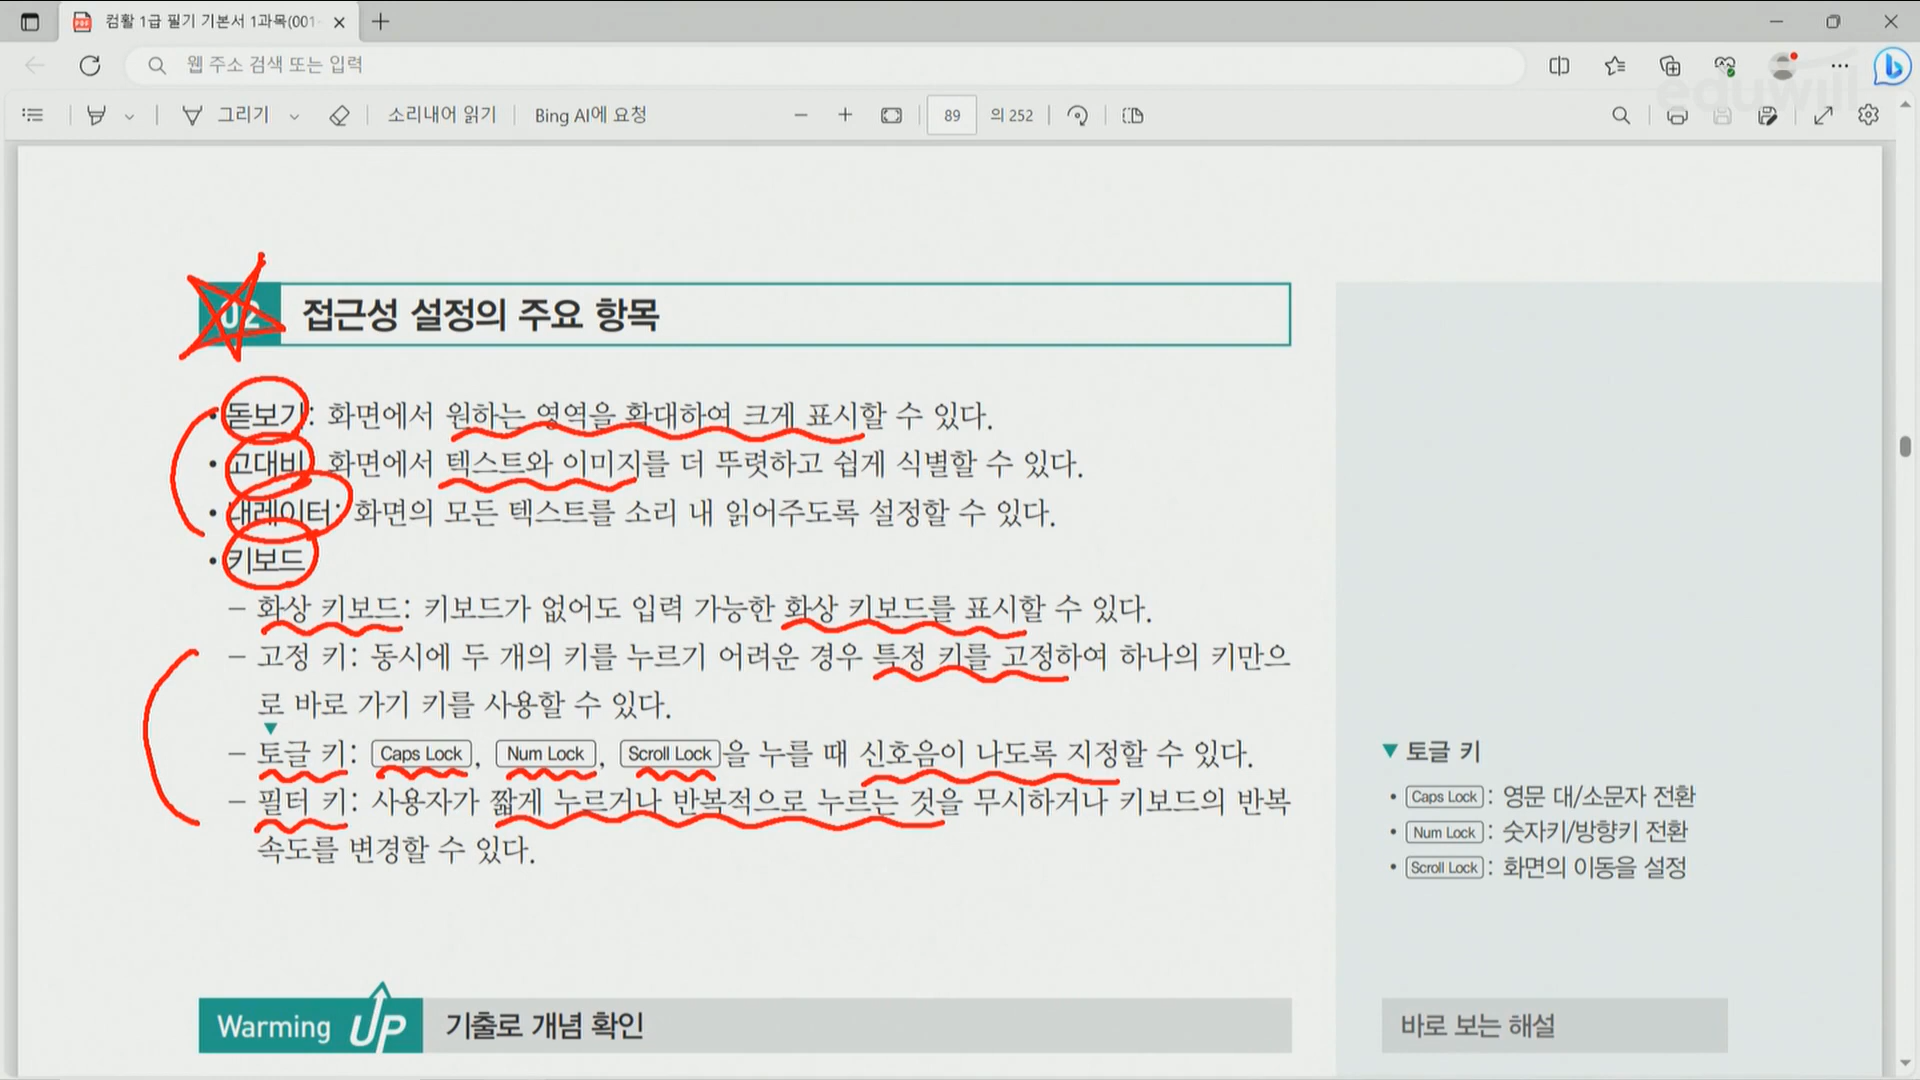 컴활 1급 필기 기본서 1과목(001-
웹 주소 검색 또는 입력
eduwill
그리기
소리내어 읽기
Bing AI에 요청
89
의 252
02 접근성 설정의 주요 항목
• 돋보기: 화면에서 원하는 영역을 확대하여 크게 표시할 수 있다.
• 고대비: 화면에서 텍스트와 이미지를 더 뚜렷하고 쉽게 식별할 수 있다.
• 내레이터: 화면의 모든 텍스트를 소리 내 읽어주도록 설정할 수 있다.
• 키보드
– 화상 키보드: 키보드가 없어도 입력 가능한 화상 키보드를 표시할 수 있다.
– 고정 키: 동시에 두 개의 키를 누르기 어려운 경우 특정 키를 고정하여 하나의 키만으
로 바로 가기 키를 사용할 수 있다.
– 토글 키: Caps Lock, Num Lock, Scroll Lock을 누를 때 신호음이 나도록 지정할 수 있다.
– 필터 키: 사용자가 짧게 누르거나 반복적으로 누르는 것을 무시하거나 키보드의 반복
속도를 변경할 수 있다.
▼ 토글 키
• Caps Lock : 영문 대/소문자 전환
• Num Lock : 숫자키/방향키 전환
• Scroll Lock : 화면의 이동을 설정
Warming UP 기출로 개념 확인
바로 보는 해설